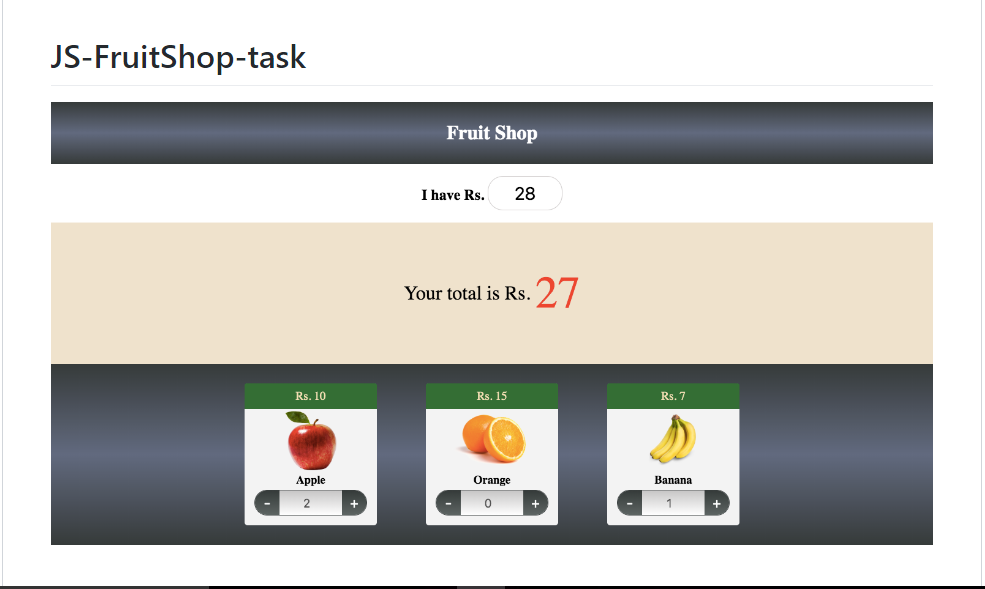 JS-FruitShop-task
Fruit Shop
I have Rs. 28
Your total is Rs. 27
Rs. 10
Apple
- 2 +
Rs. 15
Orange
- 0 +
Rs. 7
Banana
- 1 +